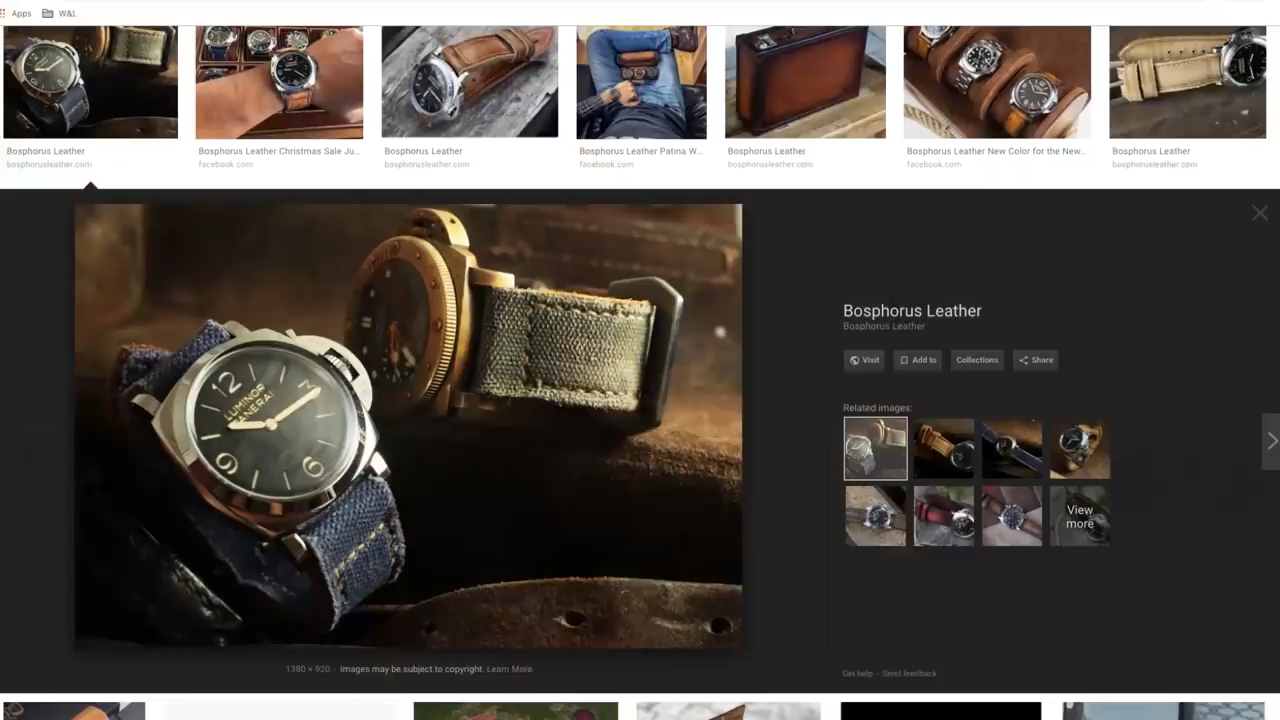 Apps W&L
Bosphorus Leather
bosphorusleather.com
Bosphorus Leather Christmas Sale Ju...
facebook.com
Bosphorus Leather
bosphorusleather.com
Bosphorus Leather Patina W...
facebook.com
Bosphorus Leather
bosphorusleather.com
Bosphorus Leather New Color for the New...
facebook.com
Bosphorus Leather
bosphorusleather.com
12
3
6
9
LUMINOR
PANERAI
Bosphorus Leather
Bosphorus Leather
Visit Add to Collections Share
Related images:
View
more
1380 × 920 - Images may be subject to copyright. Learn More
Get help - Send feedback